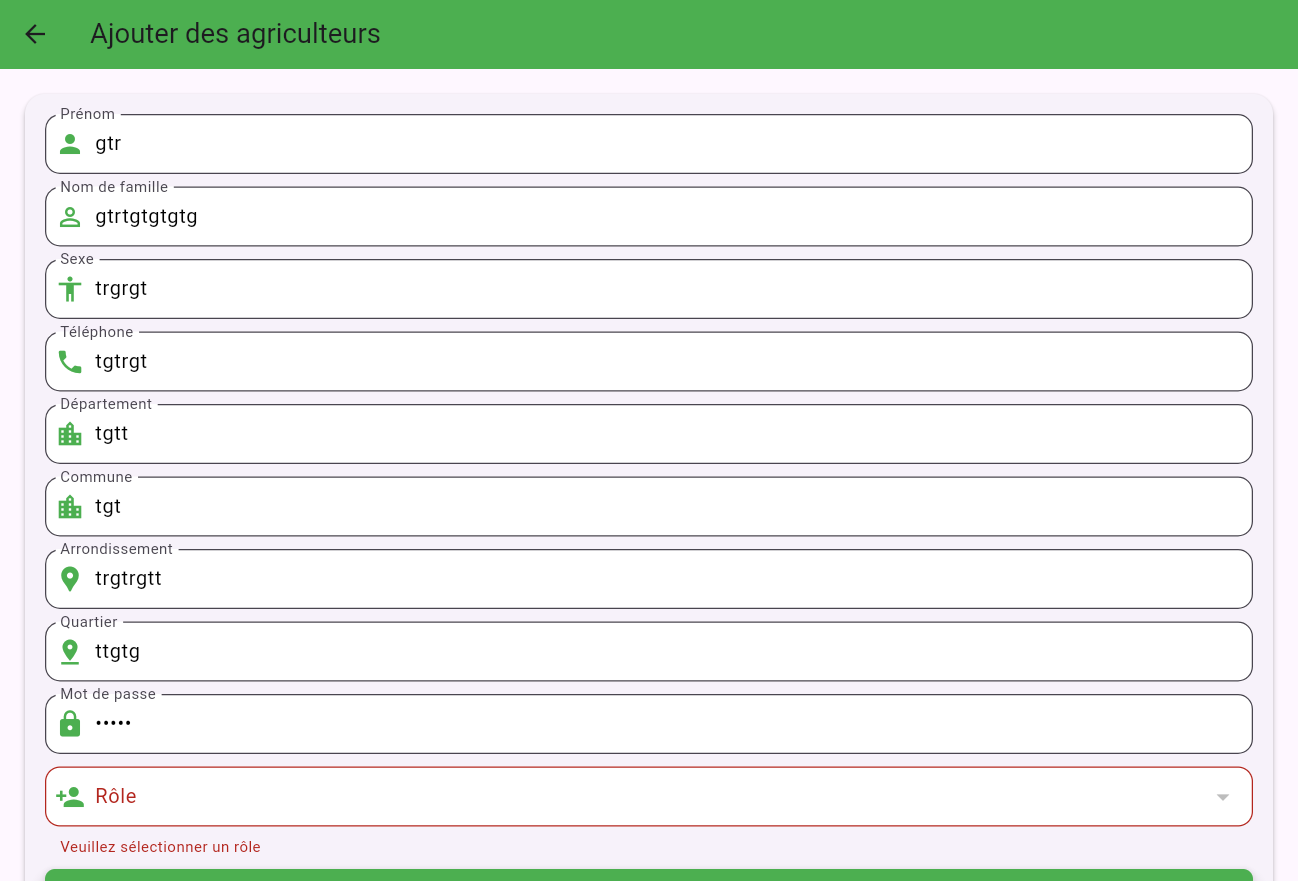 Ajouter des agriculteurs
Prénom
gtr
Nom de famille
gtrtgtgtgtg
Sexe
trgrgt
Téléphone
tgtrgt
Département
tgtt
Commune
tgt
Arrondissement
trgtrgtt
Quartier
ttgtg
Mot de passe
•••••
Rôle
Veuillez sélectionner un rôle